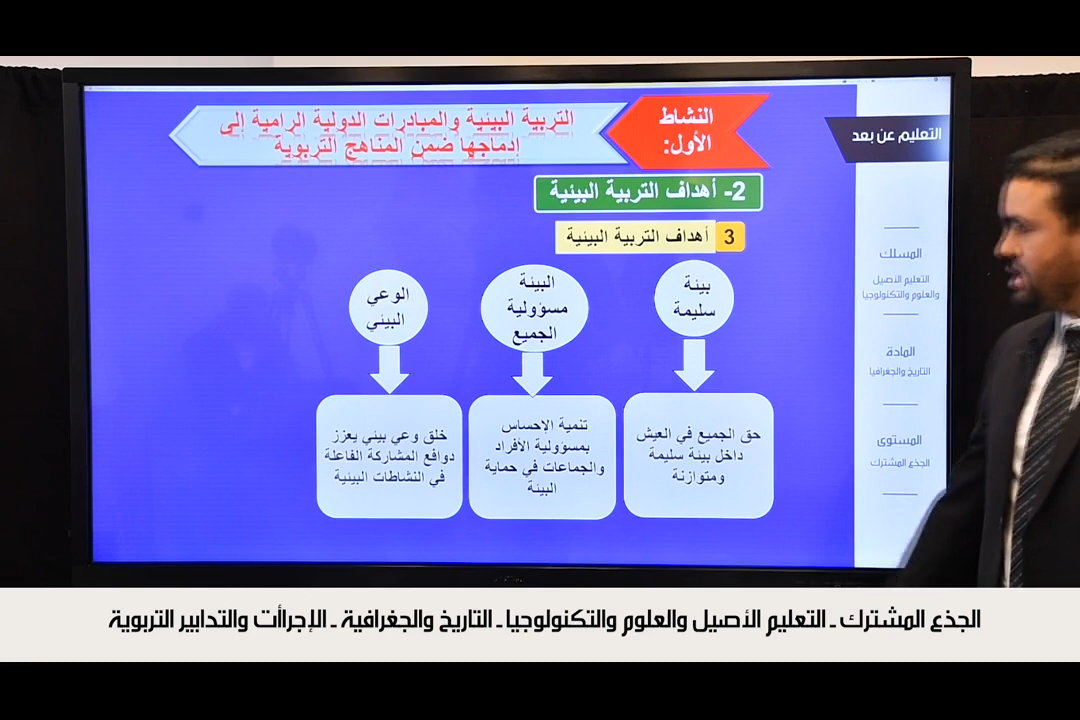 النشاط
الأول:
التربية البيئية والمبادرات الدولية الرامية إلى
إدماجها ضمن المناهج التربوية
2- أهداف التربية البيئية
3 أهداف التربية البيئية
بيئة
سليمة
البيئة
مسؤولية
الجميع
الوعي
البيئي
حق الجميع في العيش
داخل بيئة سليمة
ومتوازنة
تنمية الإحساس
بمسؤولية الأفراد
والجماعات في حماية
البيئة
خلق وعي بيئي يعزز
دوافع المشاركة الفاعلة
في النشاطات البيئية
التعليم عن بعد
المسلك
التعليم الأصيل
والعلوم والتكنولوجيا
المادة
التاريخ والجغرافيا
المستوى
الجذع المشترك
الجذع المشترك - التعليم الأصيل والعلوم والتكنولوجيا - التاريخ والجغرافية - الإجراأت والتدابير التربوية